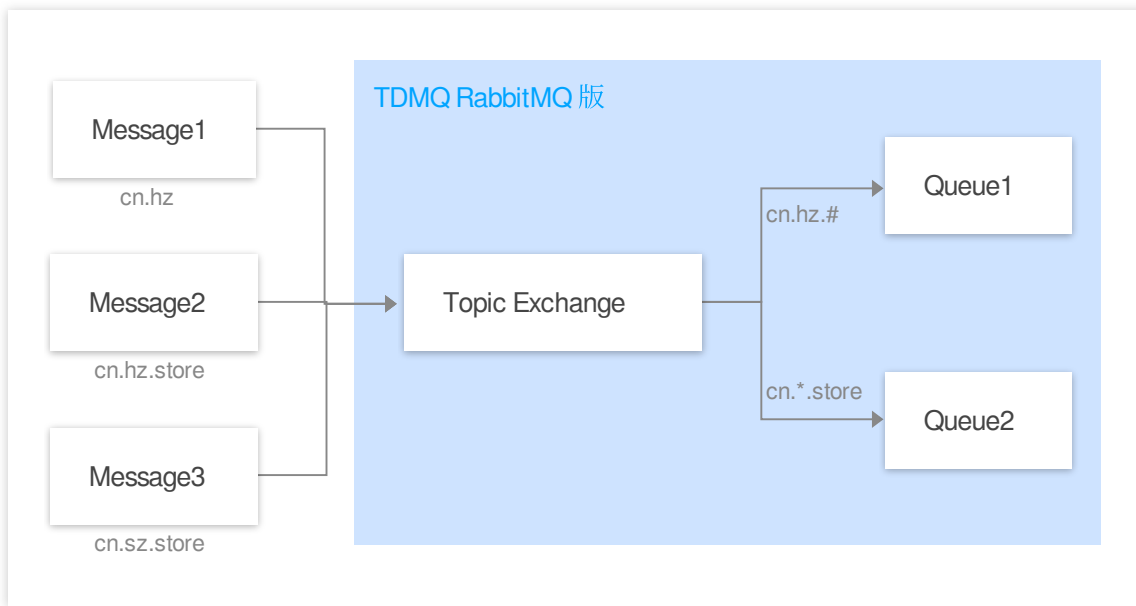 TDMQ RabbitMQ 版
Message1
cn.hz
Message2
cn.hz.store
Message3
cn.sz.store
Topic Exchange
cn.hz.#
Queue1
cn.*.store
Queue2